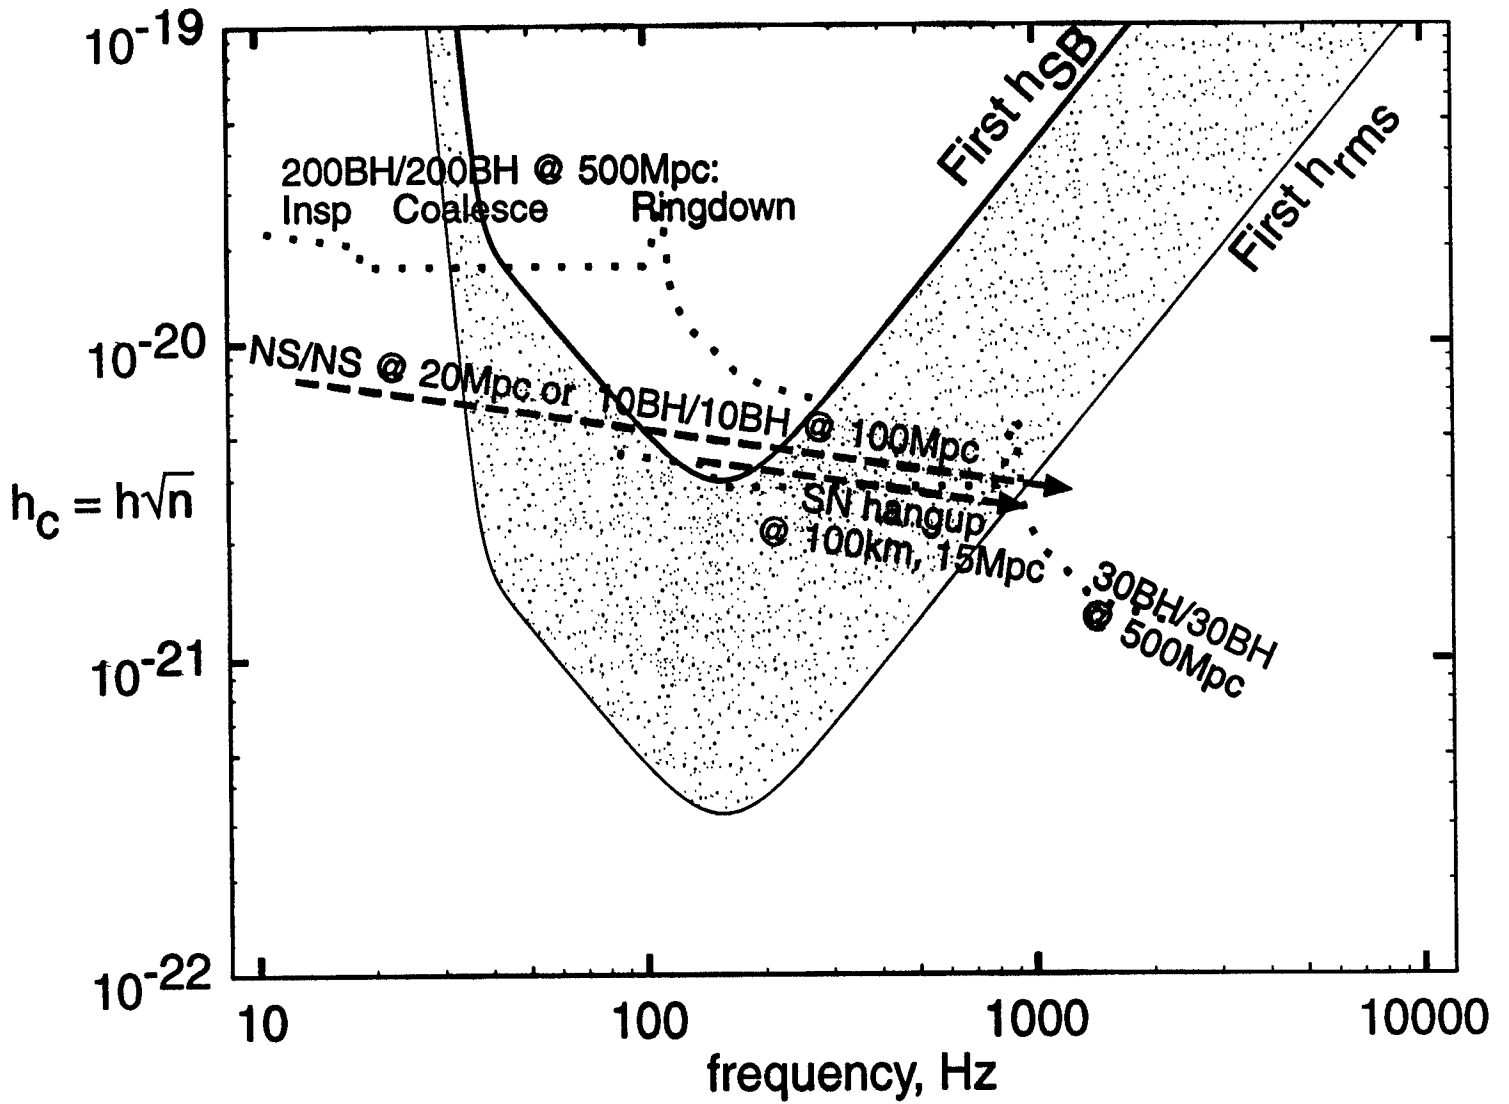 10-19
First hSB
First hrms
200BH/200BH @ 500Mpc:
Insp Coalesce Ringdown
10-20
NS/NS @ 20Mpc or 10BH/10BH @ 100Mpc
hc = h√n
SN hangup
@ 100km, 15Mpc
30BH/30BH
@ 500Mpc
10-21
10-22
10 100 1000 10000
frequency, Hz